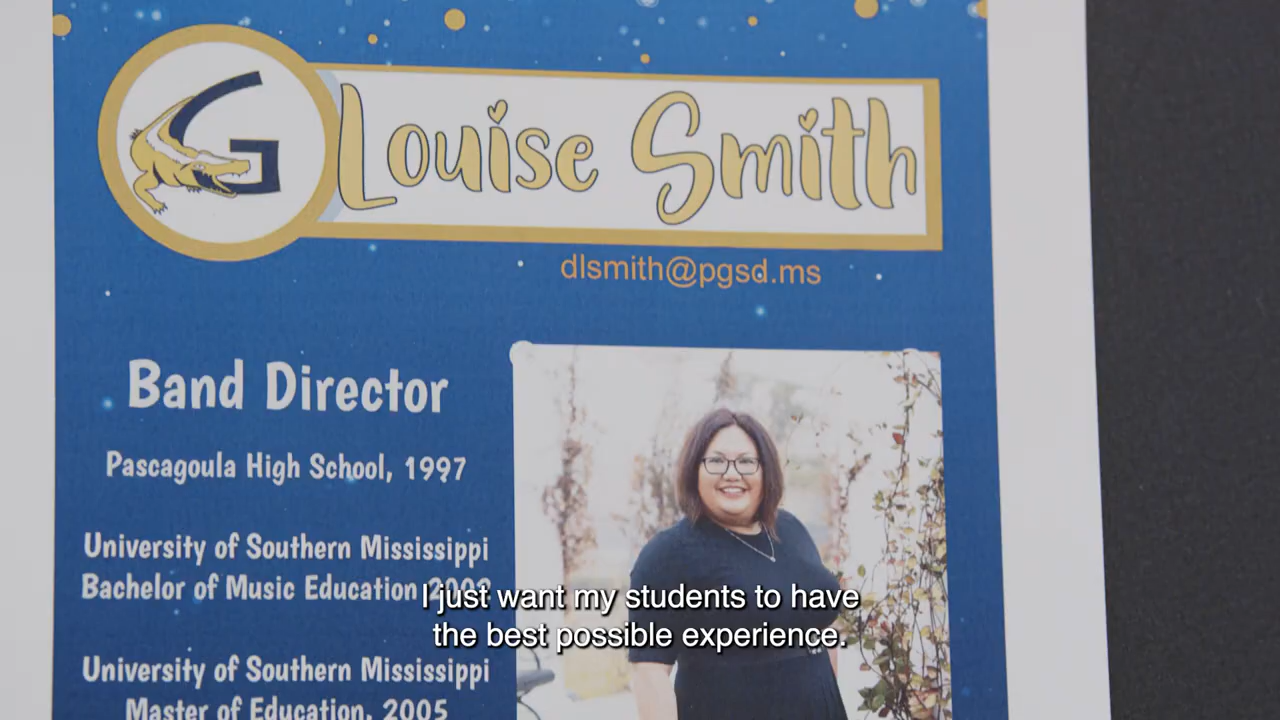 G Louise Smith
dlsmith@pgsd.ms
Band Director
Pascagoula High School, 1997
University of Southern Mississippi
Bachelor of Music Education
I just want my students to have
the best possible experience.
University of Southern Mississippi
Master of Education, 2005